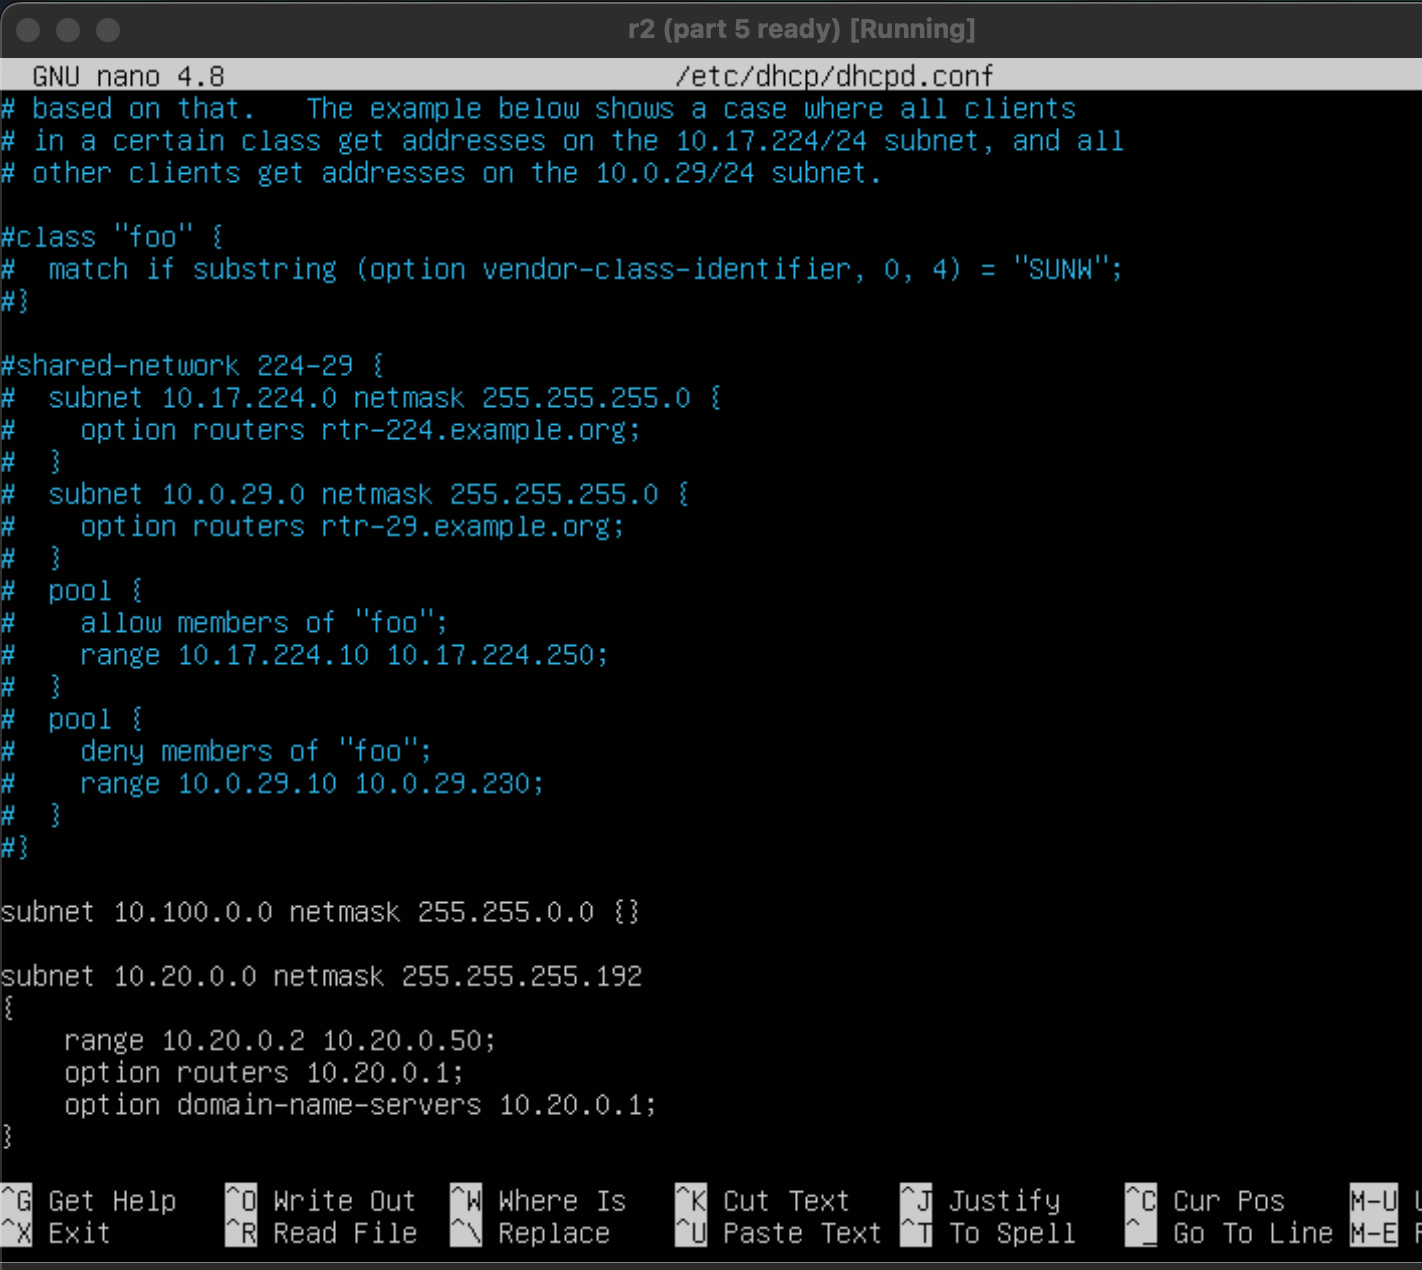 r2 (part 5 ready) [Running]
GNU nano 4.8 /etc/dhcp/dhcpd.conf
# based on that.   The example below shows a case where all clients
# in a certain class get addresses on the 10.17.224/24 subnet, and all
# other clients get addresses on the 10.0.29/24 subnet.

#class "foo" {
#  match if substring (option vendor-class-identifier, 0, 4) = "SUNW";
#}

#shared-network 224-29 {
#  subnet 10.17.224.0 netmask 255.255.255.0 {
#    option routers rtr-224.example.org;
#  }
#  subnet 10.0.29.0 netmask 255.255.255.0 {
#    option routers rtr-29.example.org;
#  }
#  pool {
#    allow members of "foo";
#    range 10.17.224.10 10.17.224.250;
#  }
#  pool {
#    deny members of "foo";
#    range 10.0.29.10 10.0.29.230;
#  }
#}

subnet 10.100.0.0 netmask 255.255.0.0 {}

subnet 10.20.0.0 netmask 255.255.255.192
{
    range 10.20.0.2 10.20.0.50;
    option routers 10.20.0.1;
    option domain-name-servers 10.20.0.1;
}

^G Get Help ^O Write Out ^W Where Is ^K Cut Text ^J Justify ^C Cur Pos M-U
^X Exit ^R Read File ^\ Replace ^U Paste Text ^T To Spell ^_ Go To Line M-E